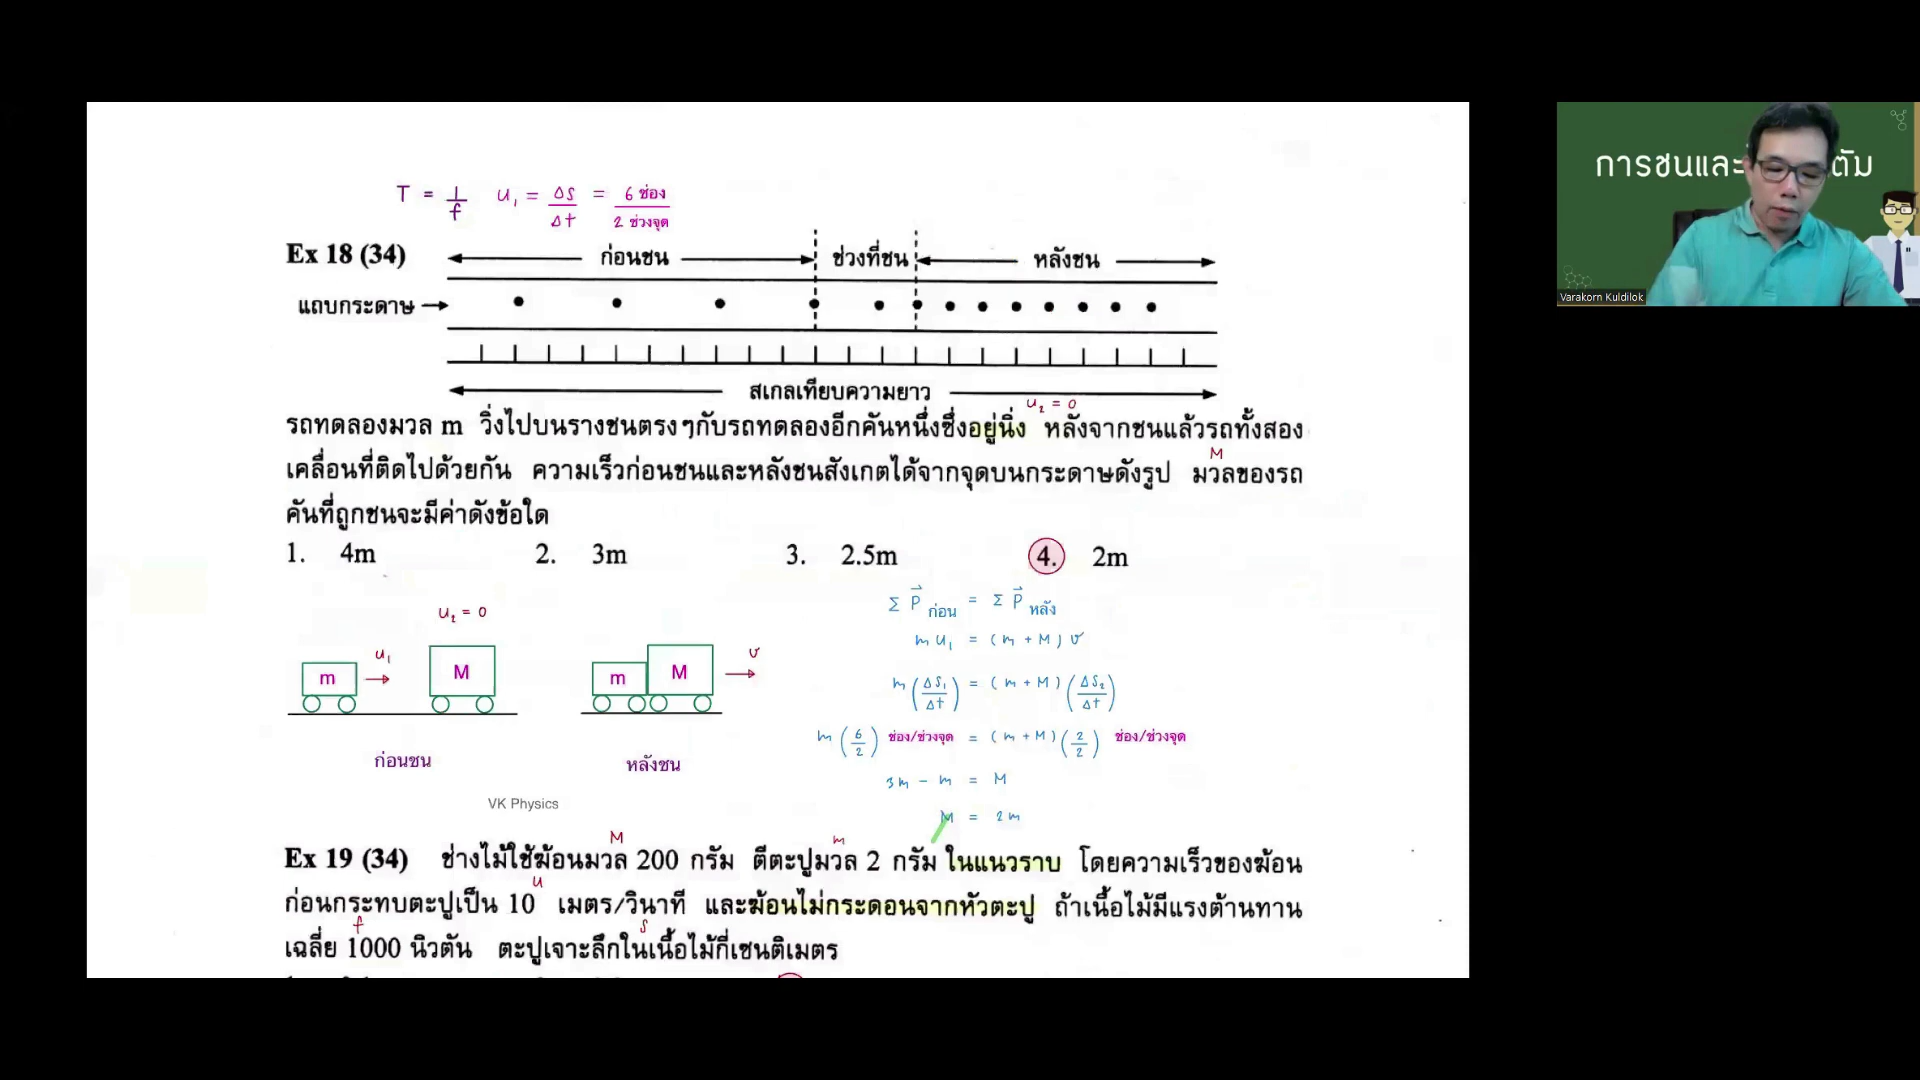 T = 1/f u₁ = Δs/Δt = 6 ช่อง/2 ช่วงจุด
Ex 18 (34)
ก่อนชน ช่วงที่ชน หลังชน
แถบกระดาษ
สเกลเทียบความยาว
u₂ = 0
รถทดลองมวล m วิ่งไปบนรางชนตรงๆกับรถทดลองอีกคันหนึ่งซึ่งอยู่นิ่ง หลังจากชนแล้วรถทั้งสอง
M
เคลื่อนที่ติดไปด้วยกัน ความเร็วก่อนชนและหลังชนสังเกตได้จากจุดบนกระดาษดังรูป มวลของรถ
คันที่ถูกชนจะมีค่าดังข้อใด
1. 4m 2. 3m 3. 2.5m 4. 2m
u₂ = 0
u₁
m M
ก่อนชน
v
m M
หลังชน
VK Physics
Σ P⃗ ก่อน = Σ P⃗ หลัง
m u₁ = (m + M) v
m (Δs₁/Δt) = (m + M) (Δs₂/Δt)
m (6/2) ช่อง/ช่วงจุด = (m + M) (2/2) ช่อง/ช่วงจุด
3m − m = M
M = 2m
M m
Ex 19 (34) ช่างไม้ใช้ฆ้อนมวล 200 กรัม ตีตะปูมวล 2 กรัม ในแนวราบ โดยความเร็วของฆ้อน
u
ก่อนกระทบตะปูเป็น 10 เมตร/วินาที และฆ้อนไม่กระดอนจากหัวตะปู ถ้าเนื้อไม้มีแรงต้านทาน
f s
เฉลี่ย 1000 นิวตัน ตะปูเจาะลึกในเนื้อไม้กี่เซนติเมตร
Varakorn Kuldilok